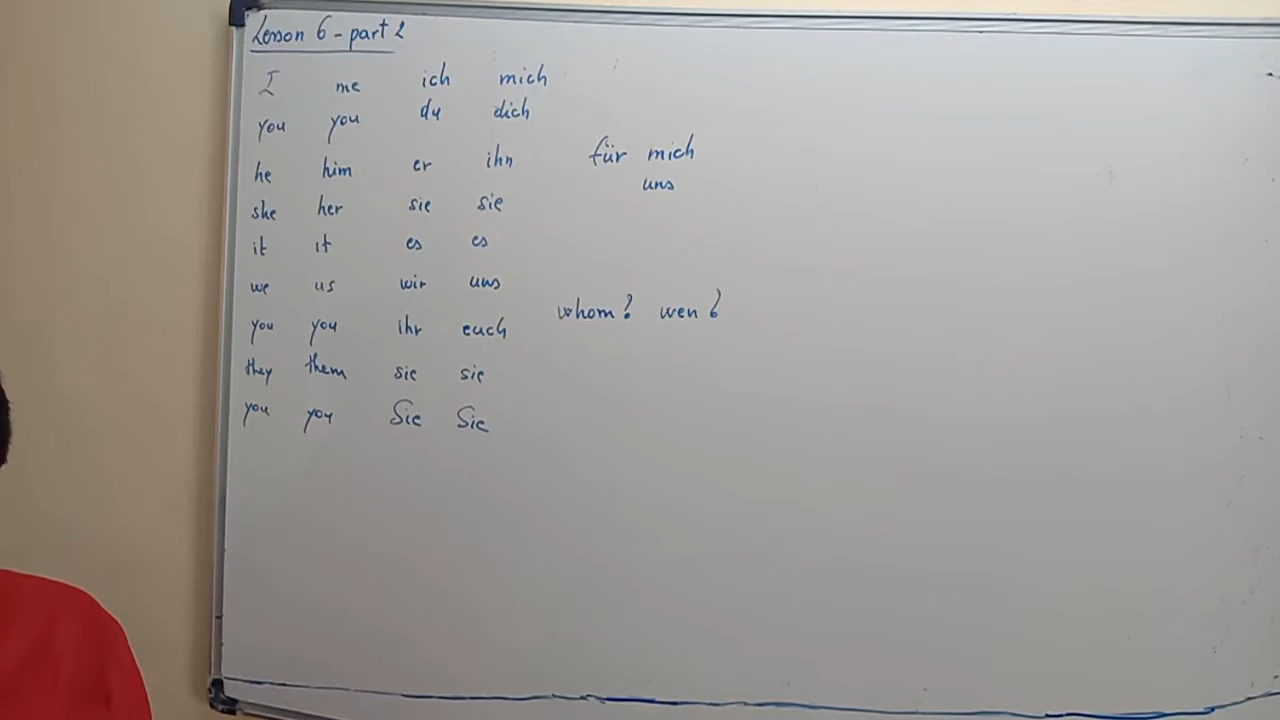 Lesson 6 - part 2
I me ich mich
you you du dich
he him er ihn
für mich
uns
she her sie sie
it it es es
we us wir uns
whom? wen?
you you ihr euch
they them sie sie
you you Sie Sie